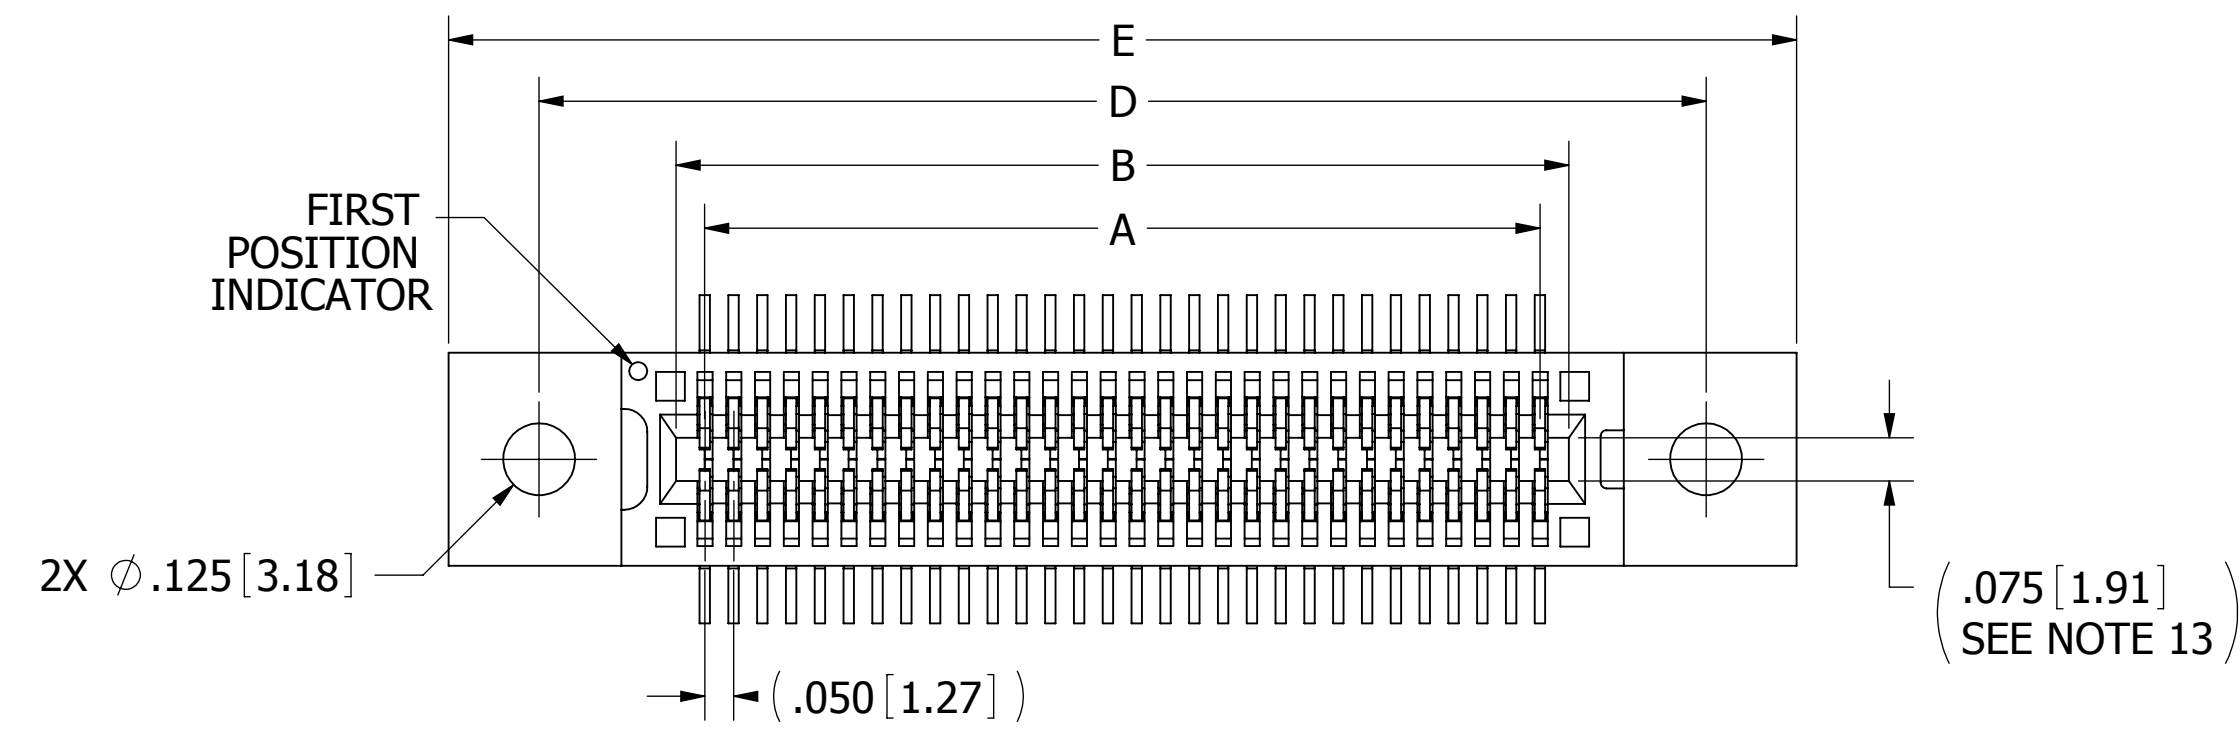 E
D
B
A
FIRST
POSITION
INDICATOR
2X ∅.125[3.18]
(.050[1.27])
(.075[1.91]
SEE NOTE 13)